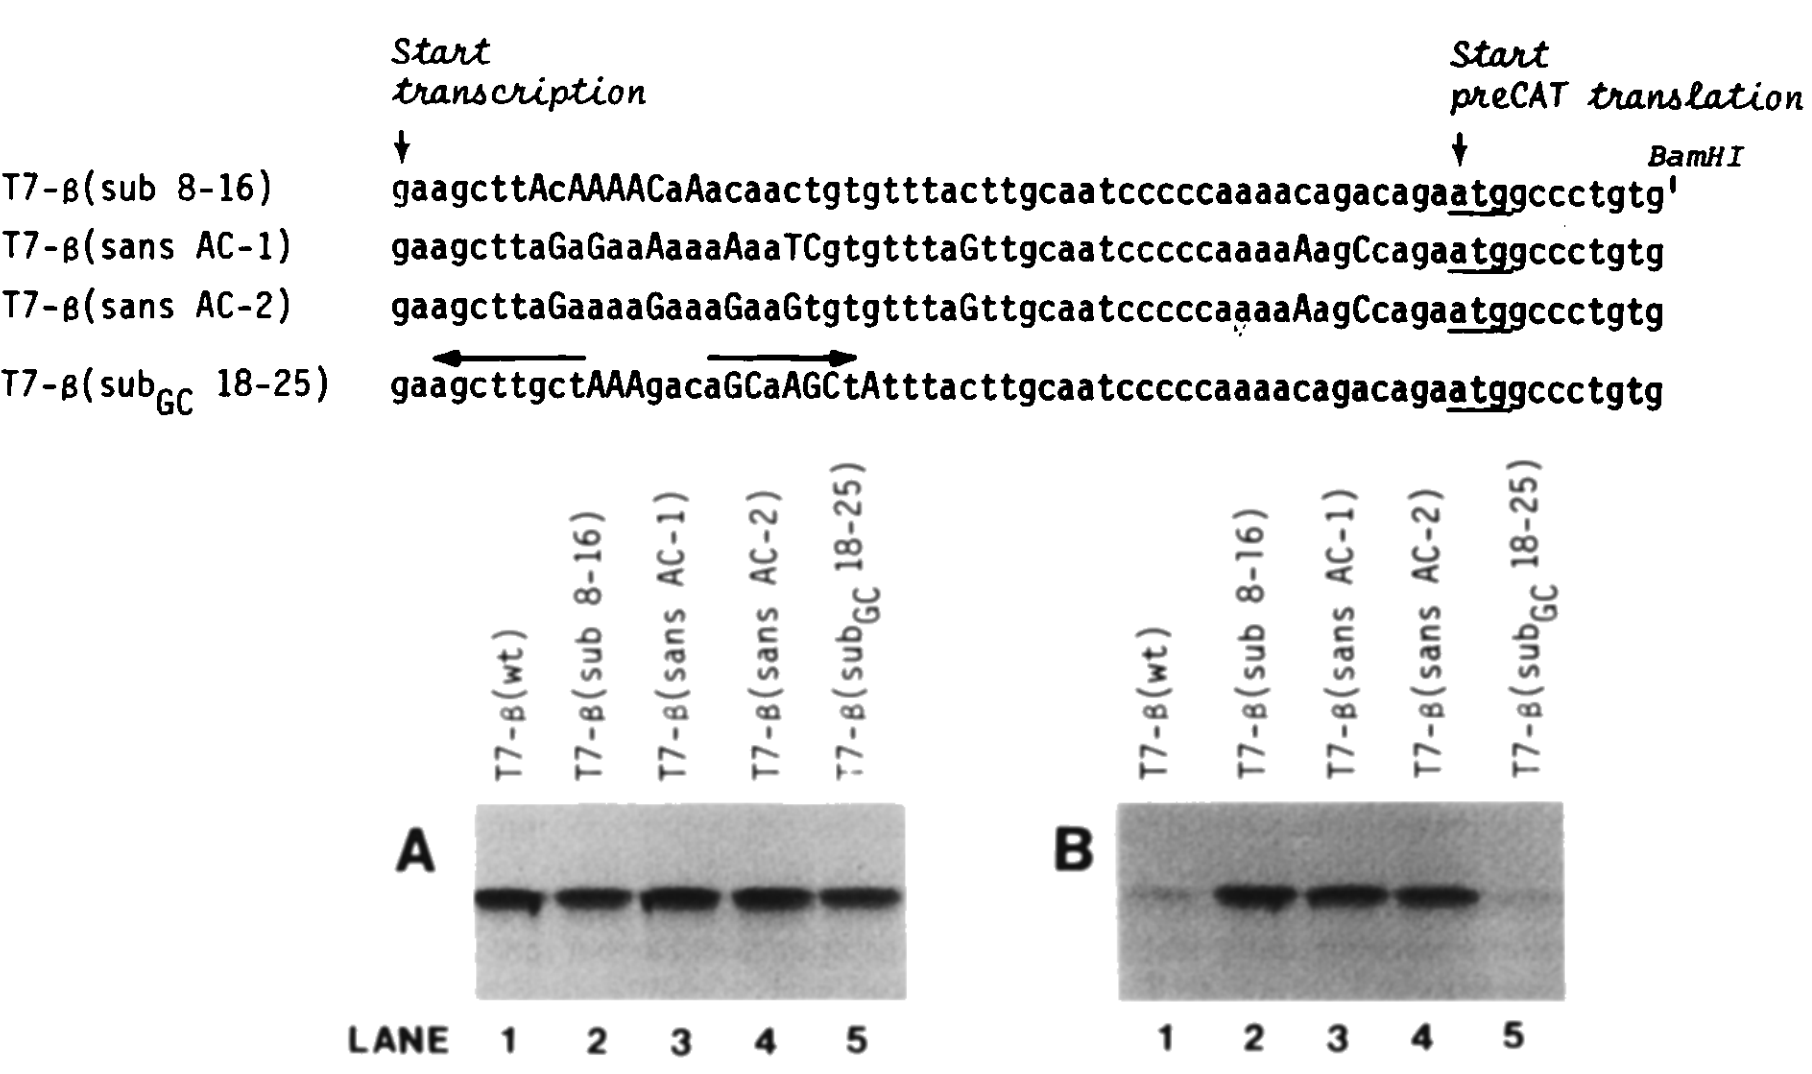 Start
transcription
Start
preCAT translation
BamHI
T7-β(sub 8-16) gaagcttAcAAAACaAacaactgtgtttacttgcaatcccccaaaacagacagaatggccctgtg'
T7-β(sans AC-1) gaagcttaGaGaaAaaaAaaTCgtgtttaGttgcaatcccccaaaaAagCcagaatggccctgtg
T7-β(sans AC-2) gaagcttaGaaaaGaaaGaaGtgtgtttaGttgcaatcccccaaaaAagCcagaatggccctgtg
T7-β(subGC 18-25) gaagcttgctAAAgacaGCaAGCtAtttacttgcaatcccccaaaacagacagaatggccctgtg
T7-β(wt)
T7-β(sub 8-16)
T7-β(sans AC-1)
T7-β(sans AC-2)
T7-β(subGC 18-25)
T7-β(wt)
T7-β(sub 8-16)
T7-β(sans AC-1)
T7-β(sans AC-2)
T7-β(subGC 18-25)
A
B
LANE 1 2 3 4 5
1 2 3 4 5